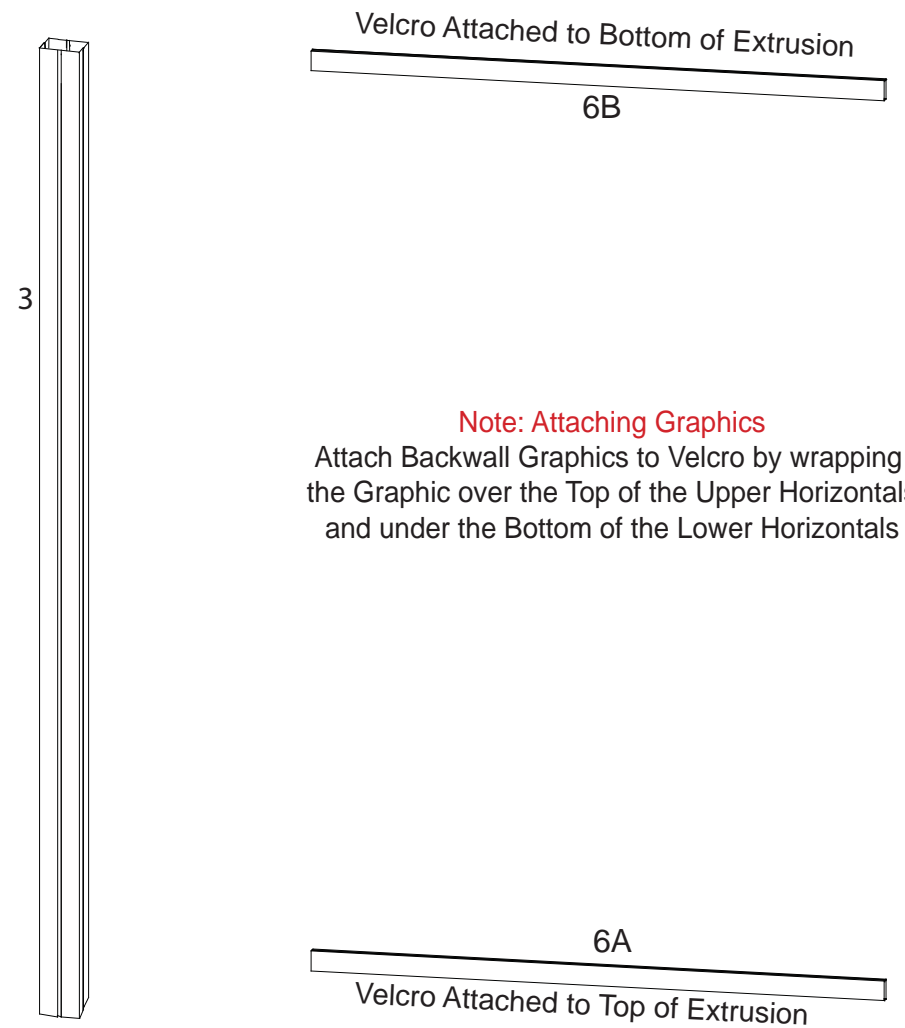 Velcro Attached to Bottom of Extrusion
6B
3
Note: Attaching Graphics
Attach Backwall Graphics to Velcro by wrapping
the Graphic over the Top of the Upper Horizontals
and under the Bottom of the Lower Horizontals
6A
Velcro Attached to Top of Extrusion